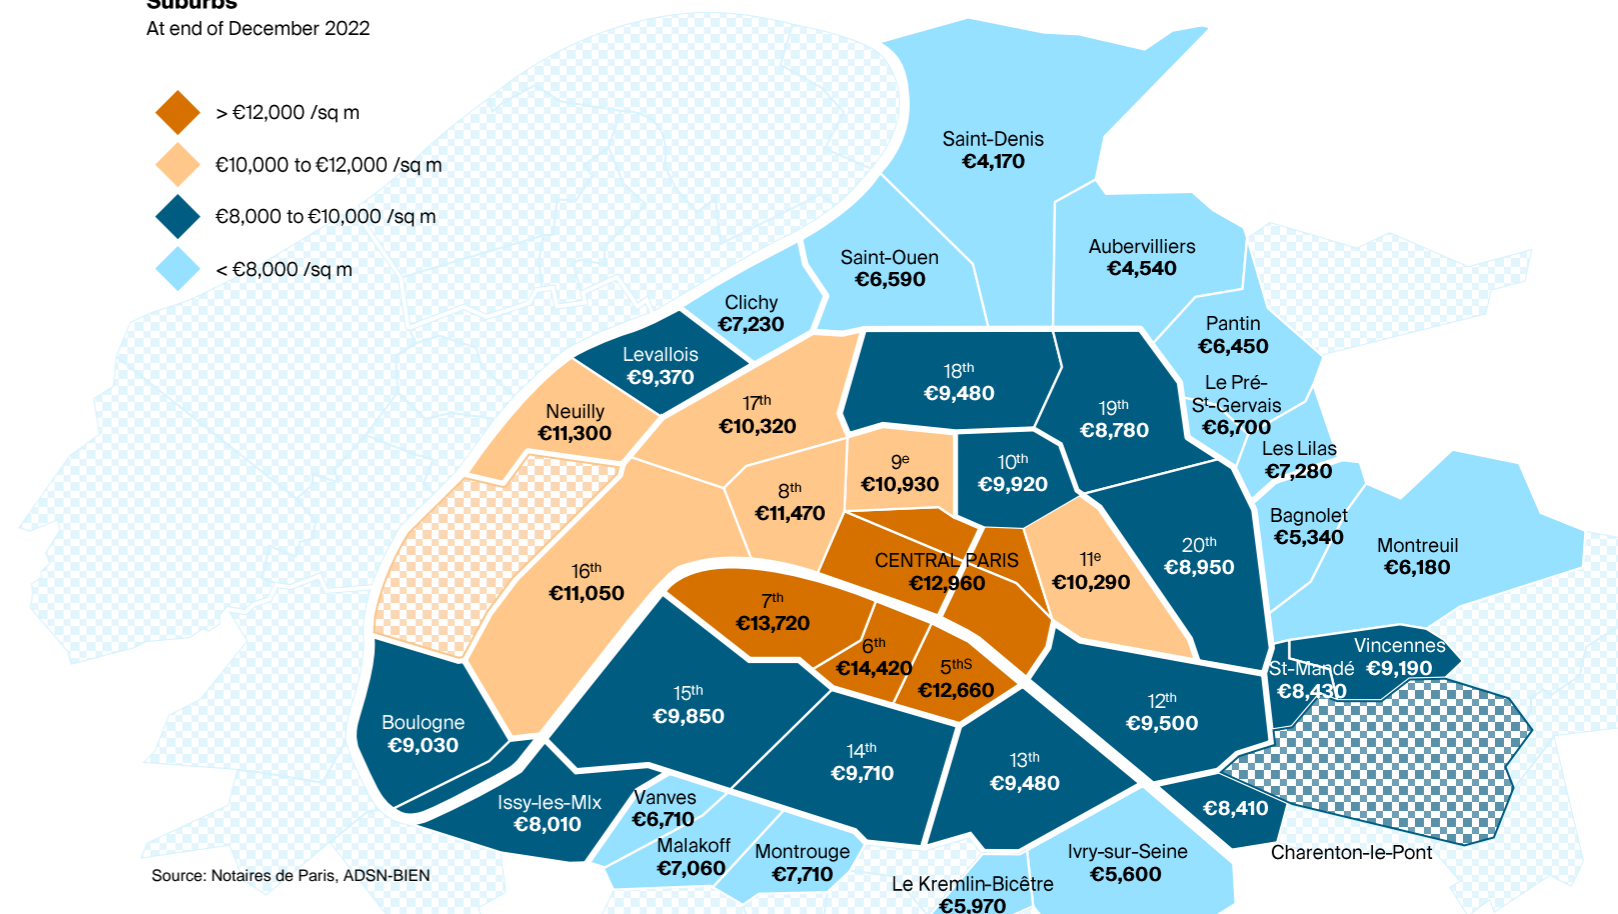 Suburbs
At end of December 2022
> €12,000 /sq m
€10,000 to €12,000 /sq m
€8,000 to €10,000 /sq m
< €8,000 /sq m
Saint-Denis
€4,170
Aubervilliers
€4,540
Saint-Ouen
€6,590
Clichy
€7,230
Pantin
€6,450
Levallois
€9,370
Le Pré-
St-Gervais
€6,700
18th
€9,480
19th
€8,780
17th
€10,320
Neuilly
€11,300
Les Lilas
€7,280
9e
€10,930
10th
€9,920
8th
€11,470
Bagnolet
€5,340
Montreuil
€6,180
20th
€8,950
CENTRAL PARIS
€12,960
11e
€10,290
16th
€11,050
7th
€13,720
6th
€14,420
5thS
€12,660
Vincennes
€9,190
St-Mandé
€8,430
15th
€9,850
12th
€9,500
Boulogne
€9,030
14th
€9,710
13th
€9,480
Issy-les-Mlx
€8,010
Vanves
€6,710
€8,410
Charenton-le-Pont
Malakoff
€7,060
Montrouge
€7,710
Ivry-sur-Seine
€5,600
Le Kremlin-Bicêtre
€5,970
Source: Notaires de Paris, ADSN-BIEN